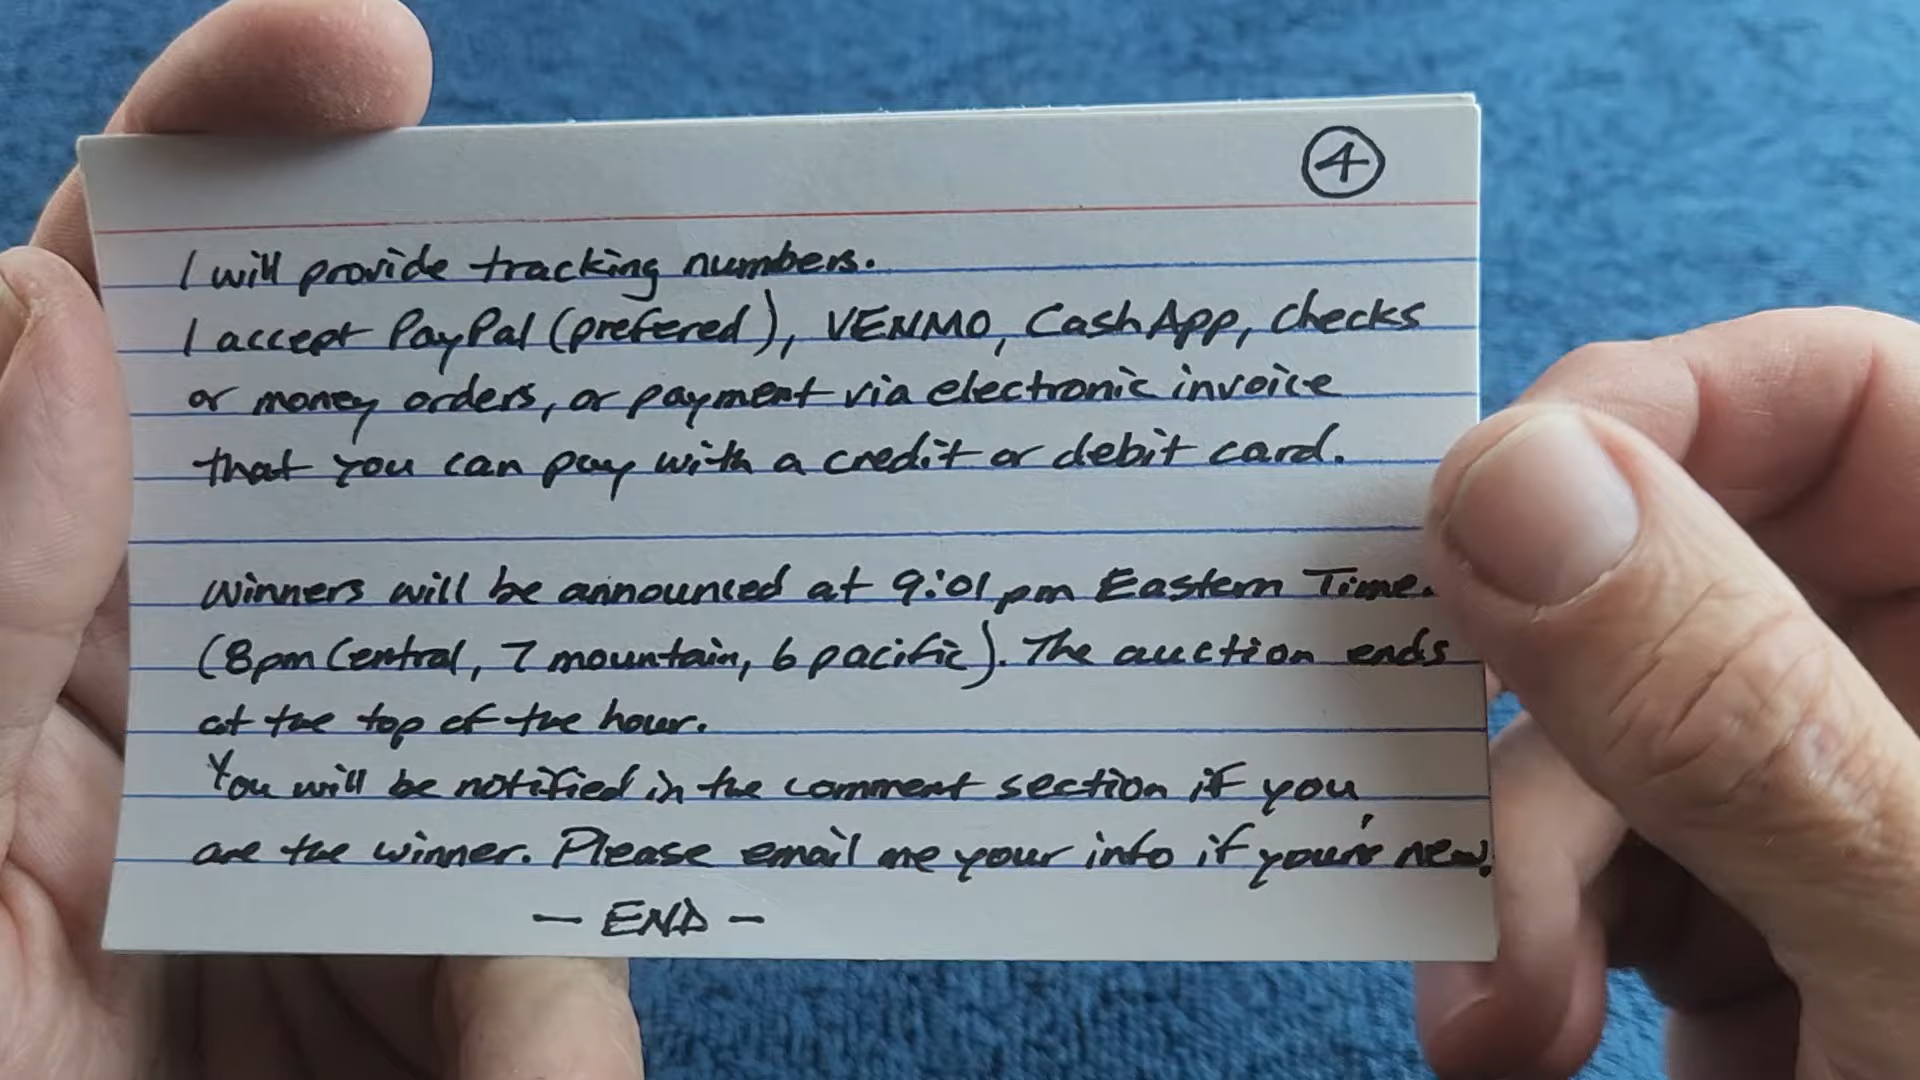 4
I will provide tracking numbers.
I accept PayPal (prefered), VENMO, Cash App, Checks
or money orders, or payment via electronic invoice
that you can pay with a credit or debit card.
Winners will be announced at 9:01 pm Eastern Time.
(8pm Central, 7 mountain, 6 pacific). The auction ends
at the top of the hour.
You will be notified in the comment section if you
are the winner. Please email me your info if you're new.
— END —